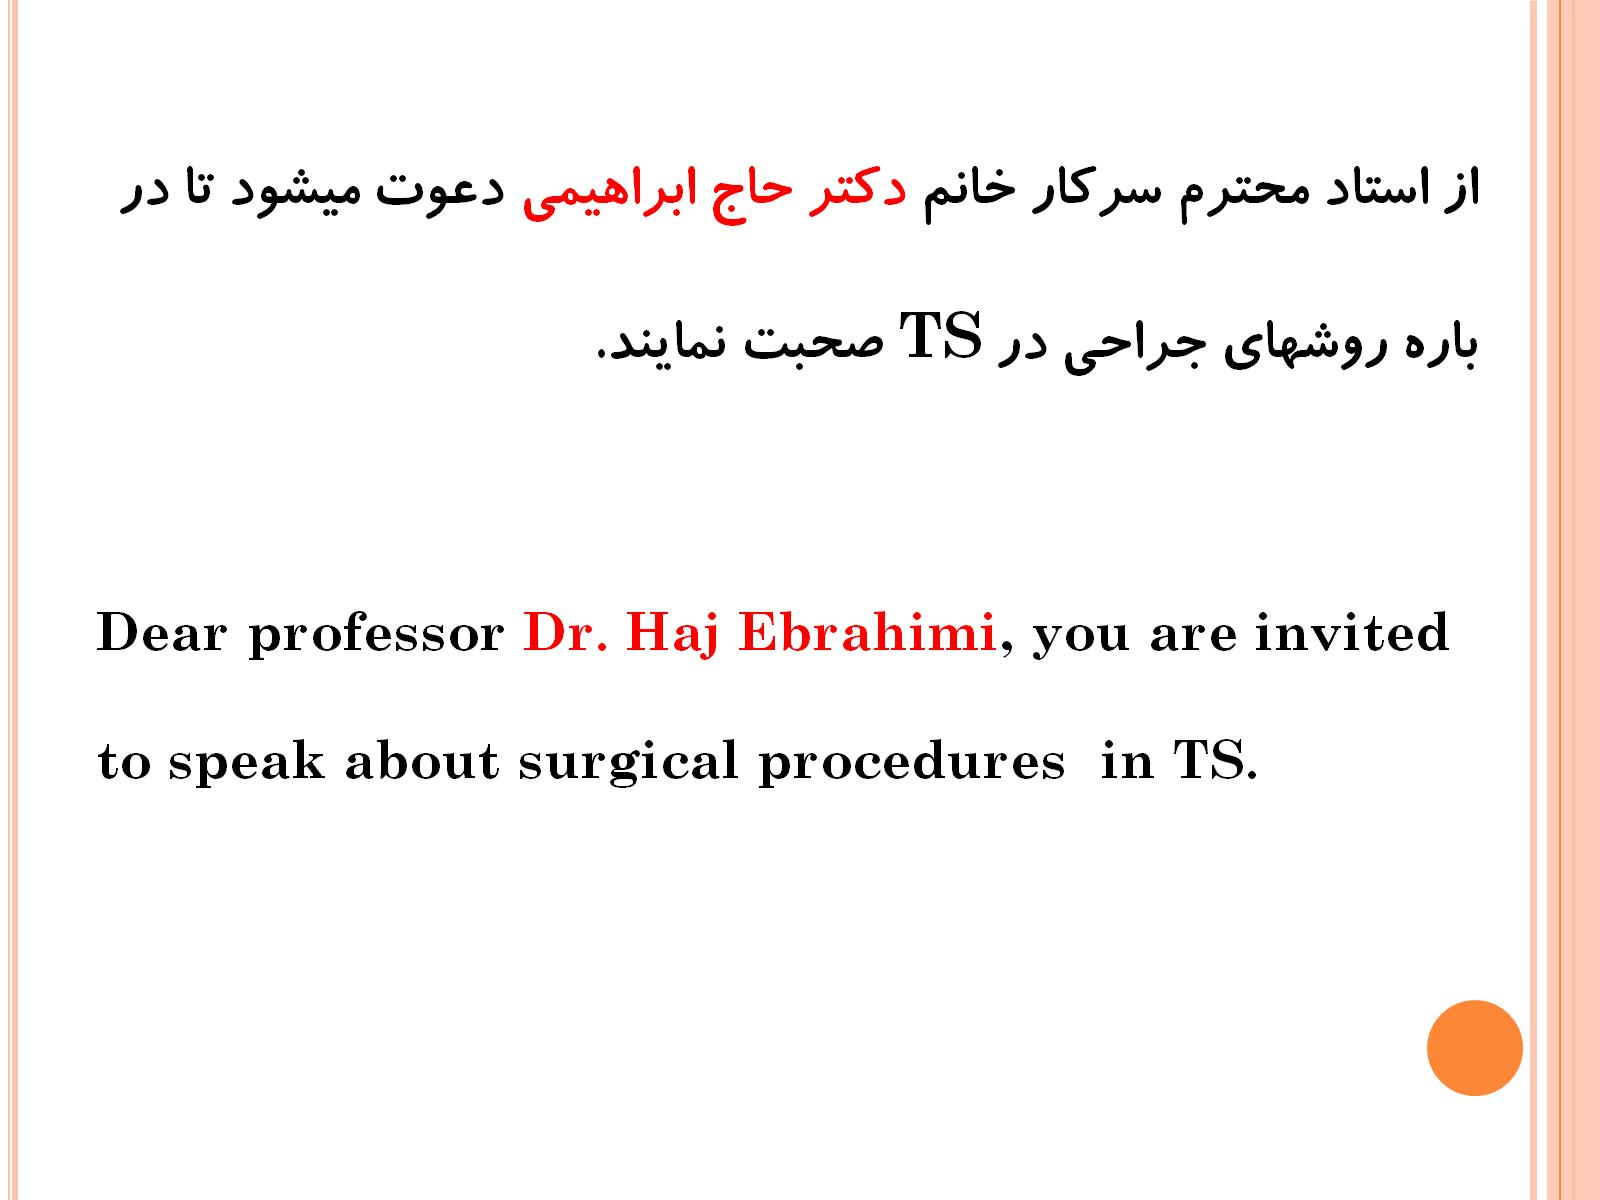 از استاد محترم سرکار خانم دکتر حاج ابراهیمی دعوت میشود تا در
باره روشهای جراحی در TS صحبت نمایند.
Dear professor Dr. Haj Ebrahimi, you are invited
to speak about surgical procedures  in TS.